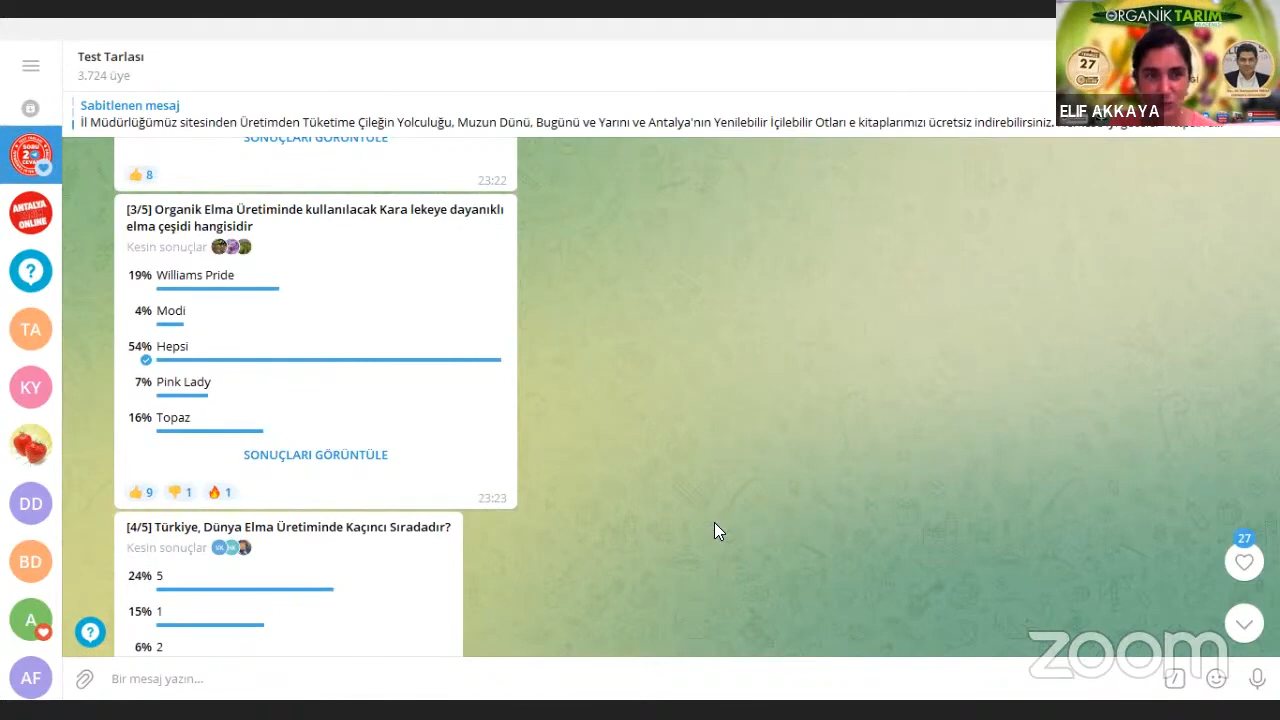 Test Tarlası
3.724 üye
ORGANİK TARIM
27
ELIF AKKAYA
Sabitlenen mesaj
İl Müdürlüğümüz sitesinden Üretimden Tüketime Çileğin Yolculuğu, Muzun Dünü, Bugünü ve Yarını ve Antalya'nın Yenilebilir İçilebilir Otları e kitaplarımızı ücretsiz indirebilirsiniz.
SONUÇLARI GÖRÜNTÜLE
👍 8
23:22
[3/5] Organik Elma Üretiminde kullanılacak Kara lekeye dayanıklı
elma çeşidi hangisidir
Kesin sonuçlar
19% Williams Pride
4% Modi
54% Hepsi
7% Pink Lady
16% Topaz
SONUÇLARI GÖRÜNTÜLE
👍 9 👎 1 🔥 1
23:23
[4/5] Türkiye, Dünya Elma Üretiminde Kaçıncı Sıradadır?
Kesin sonuçlar
24% 5
15% 1
6% 2
27
Bir mesaj yazın...
ANTALYA
ONLINE
TA
KY
DD
BD
A
AF
zoom